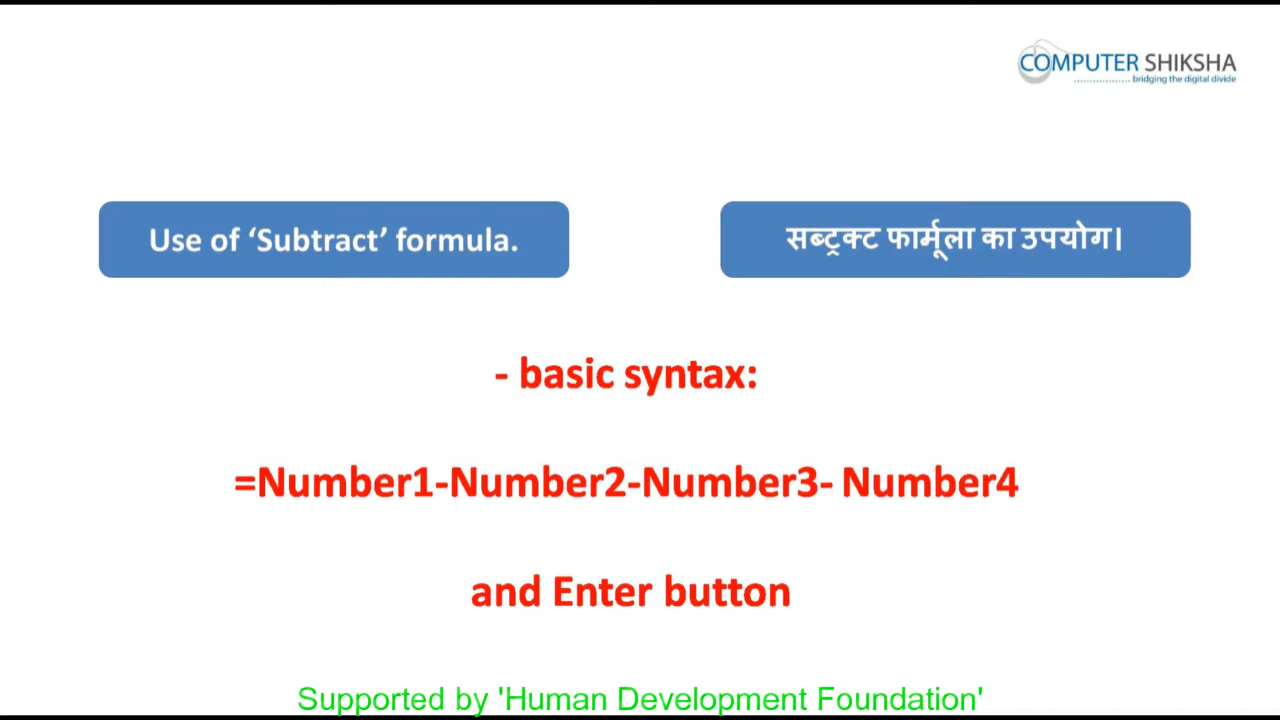 COMPUTER SHIKSHA
bridging the digital divide
Use of ‘Subtract’ formula.
सब्ट्रक्ट फार्मूला का उपयोग।
- basic syntax:
=Number1-Number2-Number3- Number4
and Enter button
Supported by 'Human Development Foundation'